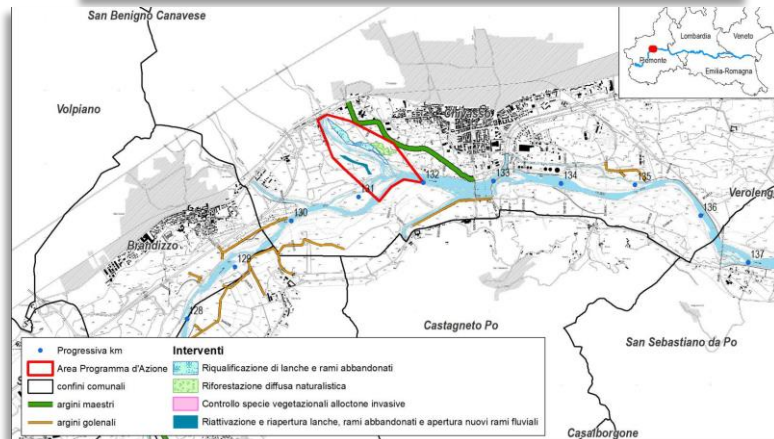 San Benigno Canavese
Lombardia
Veneto
Piemonte
Emilia-Romagna
Volpiano
Chivasso
132
133
134
135
131
136
Verolengo
130
Brandizzo
129
137
128
Castagneto Po
San Sebastiano da Po
Casalborgone
Progressiva km
Area Programma d'Azione
confini comunali
argini maestri
argini golenali
Interventi
Riqualificazione di lanche e rami abbandonati
Riforestazione diffusa naturalistica
Controllo specie vegetazionali alloctone invasive
Riattivazione e riapertura lanche, rami abbandonati e apertura nuovi rami fluviali